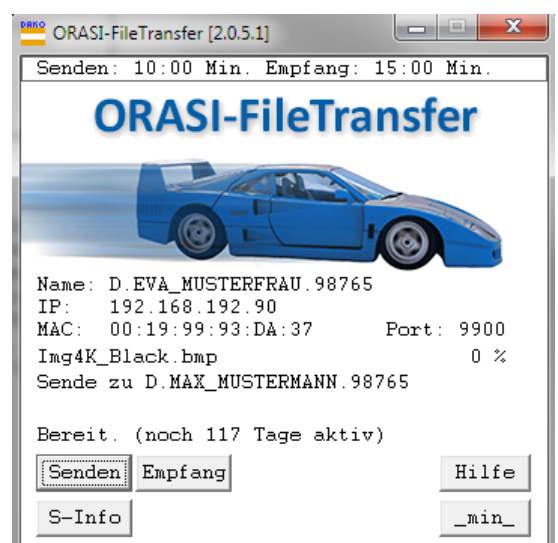 DAKO ORASI-FileTransfer [2.0.5.1]
Senden: 10:00 Min. Empfang: 15:00 Min.
ORASI-FileTransfer
Name: D.EVA_MUSTERFRAU.98765
IP: 192.168.192.90
MAC: 00:19:99:93:DA:37 Port: 9900
Img4K_Black.bmp 0 %
Sende zu D.MAX_MUSTERMANN.98765
Bereit. (noch 117 Tage aktiv)
Senden Empfang Hilfe
S-Info _min_